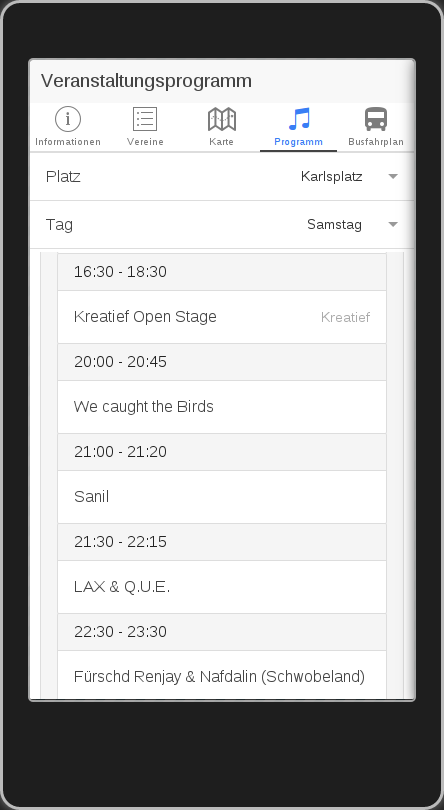 Veranstaltungsprogramm
Informationen Vereine Karte Programm Busfahrplan
Platz Karlsplatz
Tag Samstag
16:30 - 18:30
Kreatief Open Stage Kreatief
20:00 - 20:45
We caught the Birds
21:00 - 21:20
Sanil
21:30 - 22:15
LAX & Q.U.E.
22:30 - 23:30
Fürschd Renjay & Nafdalin (Schwobeland)